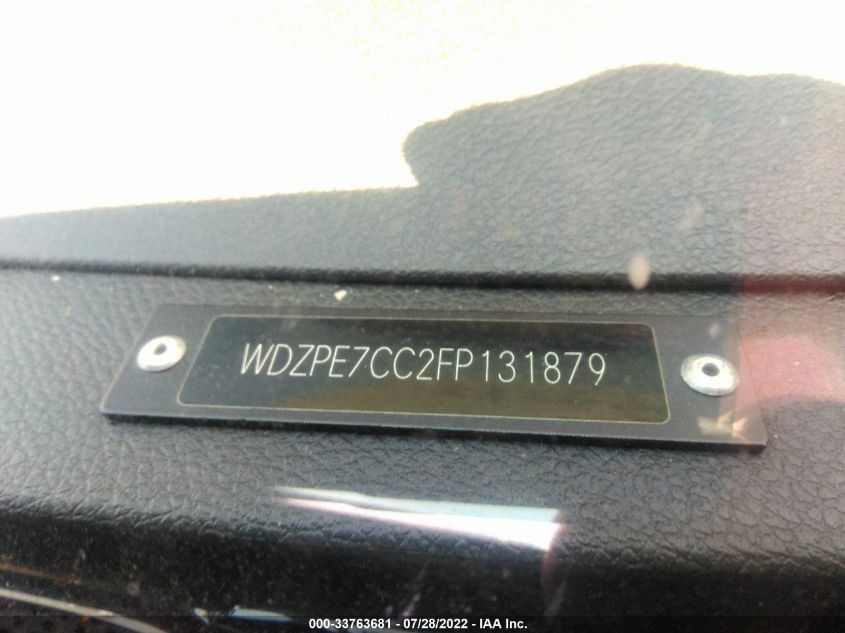 WDZPE7CC2FP131879
000-33763681 - 07/28/2022 - IAA Inc.